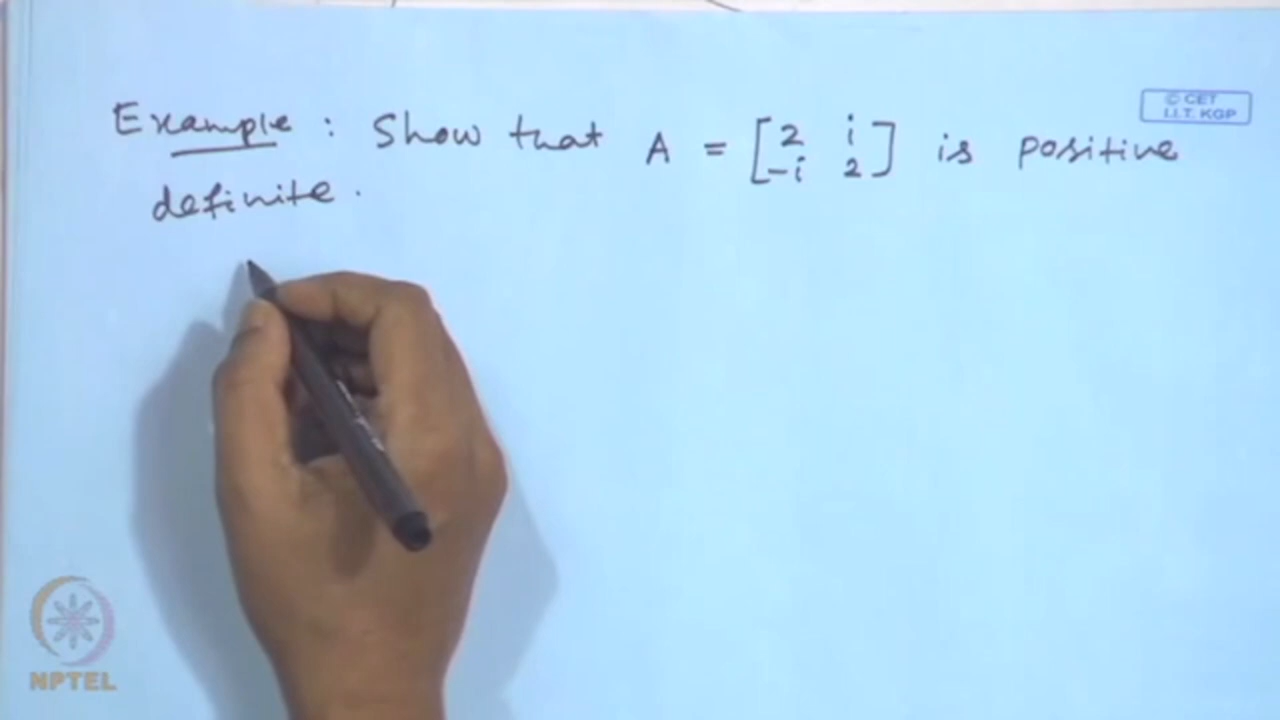 © CET
I.I.T. KGP
Example : Show that A = [2 i
-i 2] is positive
definite.
NPTEL